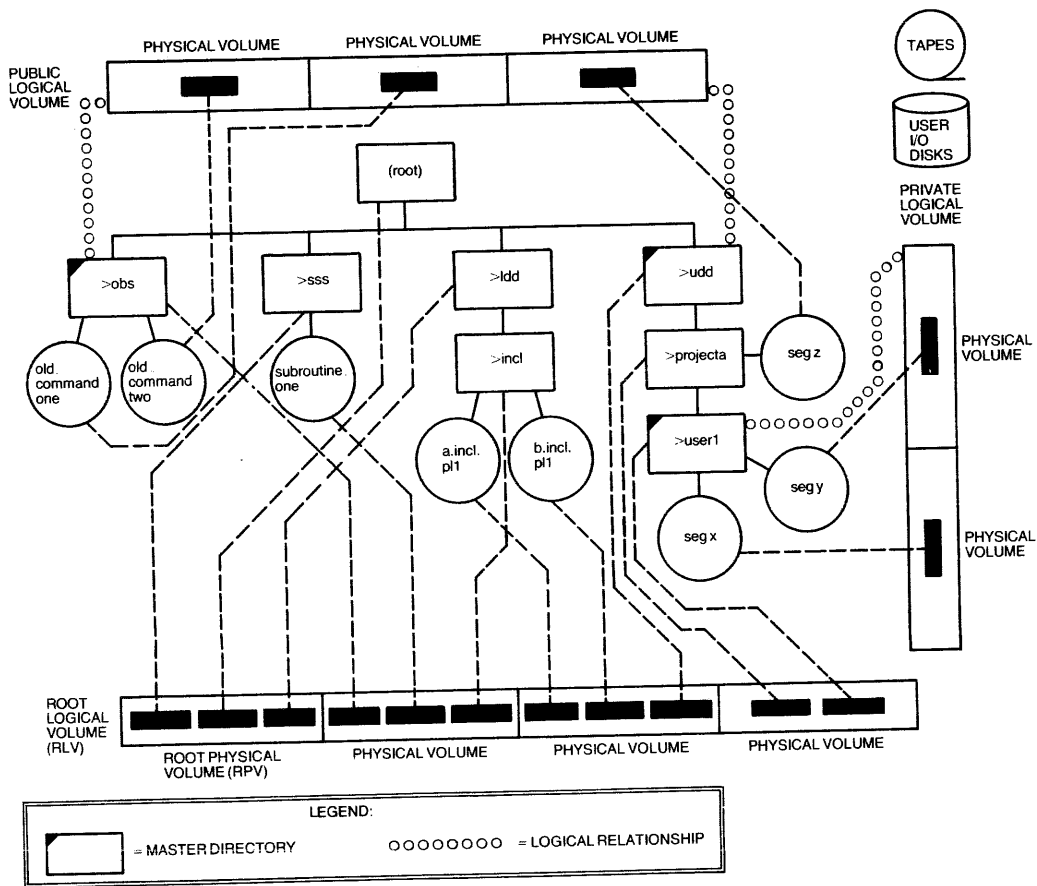 PHYSICAL VOLUME
PHYSICAL VOLUME
PHYSICAL VOLUME
TAPES
PUBLIC
LOGICAL
VOLUME
USER
I/O
DISKS
PRIVATE
LOGICAL
VOLUME
(root)
>obs
>sss
>ldd
>udd
old
command
one
old
command
two
subroutine
one
>incl
>projecta
seg z
PHYSICAL
VOLUME
a.incl.
pl1
b.incl.
pl1
>user1
seg y
seg x
PHYSICAL
VOLUME
ROOT
LOGICAL
VOLUME
(RLV)
ROOT PHYSICAL
VOLUME (RPV)
PHYSICAL VOLUME
PHYSICAL VOLUME
PHYSICAL VOLUME
LEGEND:
= MASTER DIRECTORY
= LOGICAL RELATIONSHIP